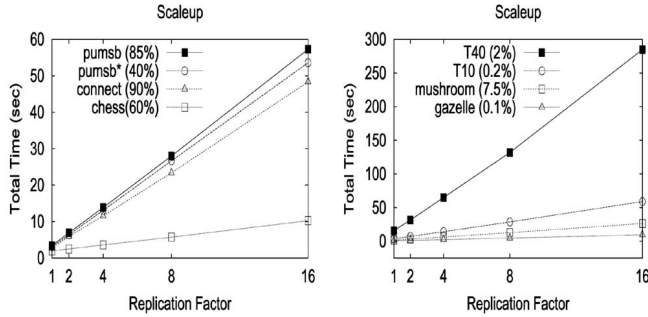 Scaleup
60
50
40
30
20
10
0
Total Time (sec)
pumsb (85%)
pumsb* (40%)
connect (90%)
chess(60%)
1 2 4 8 16
Replication Factor
Scaleup
300
250
200
150
100
50
0
Total Time (sec)
T40 (2%)
T10 (0.2%)
mushroom (7.5%)
gazelle (0.1%)
1 2 4 8 16
Replication Factor